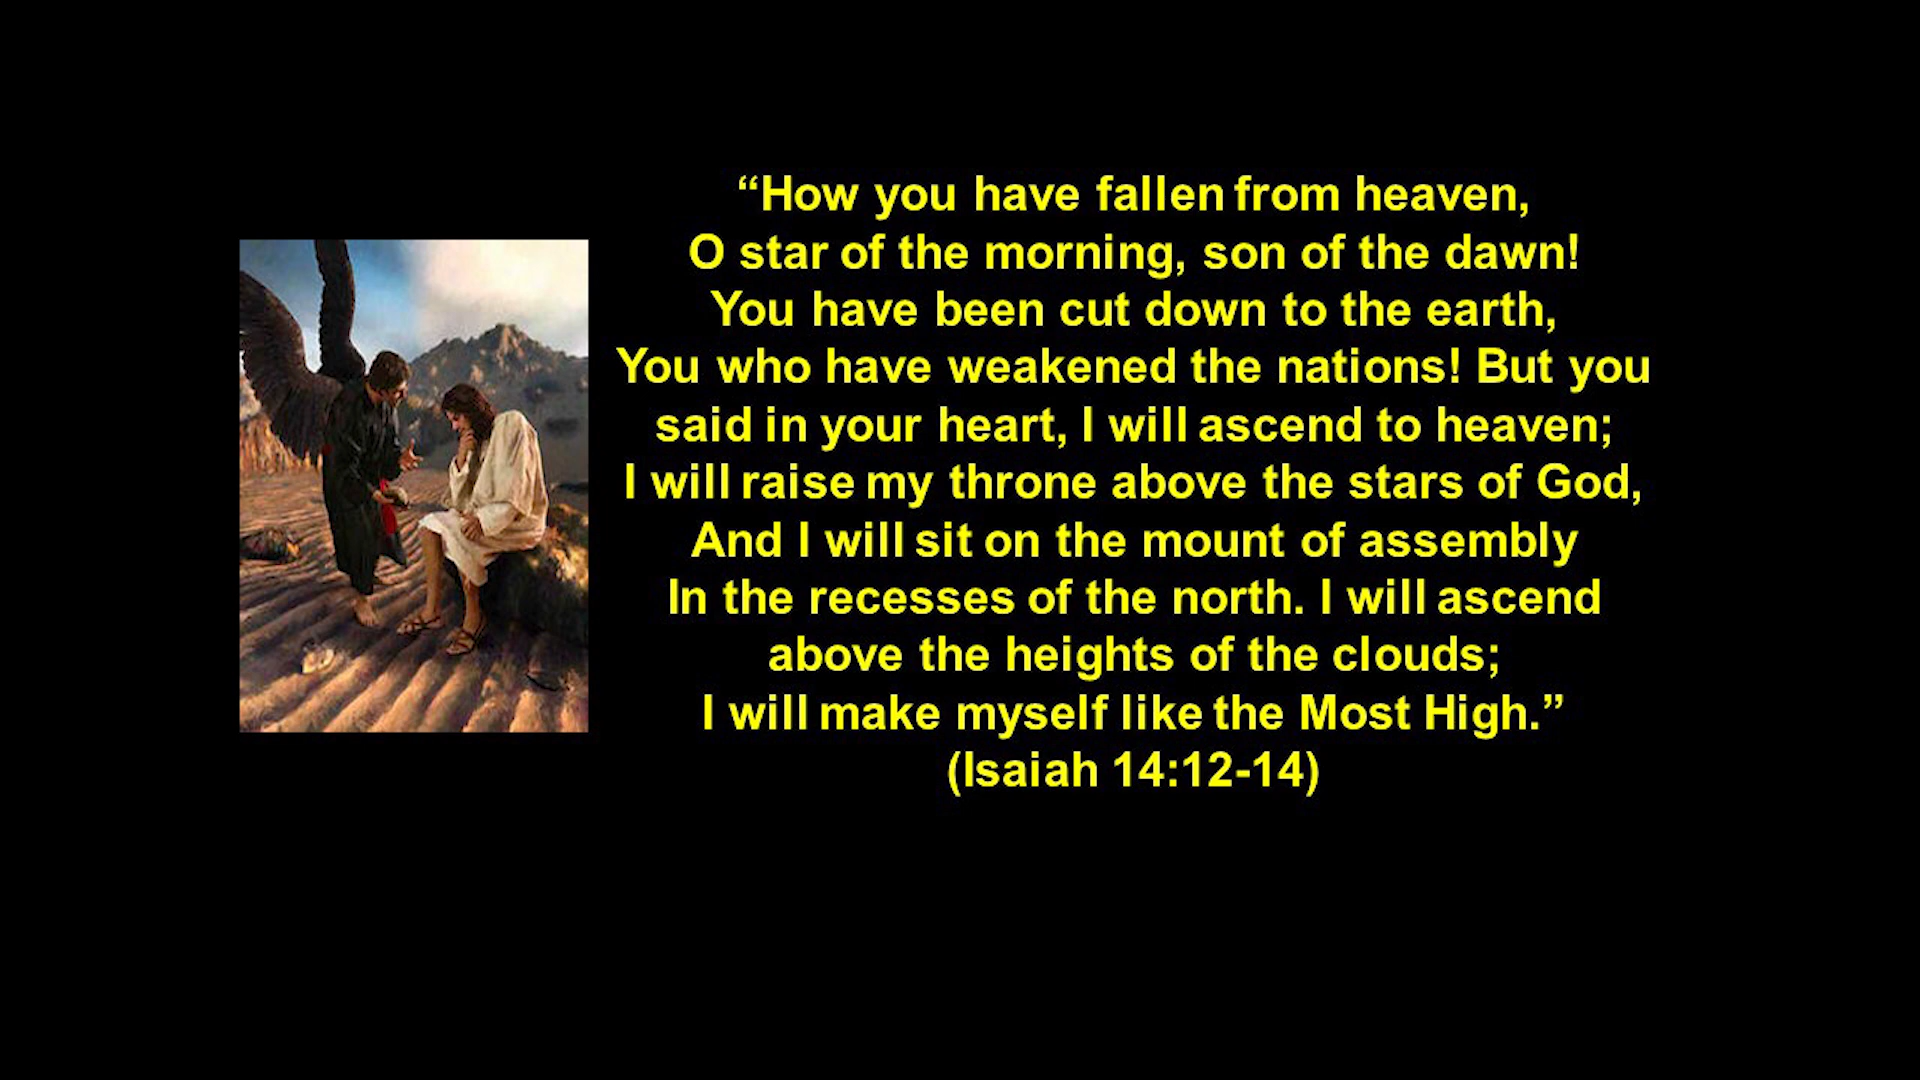 “How you have fallen from heaven,
O star of the morning, son of the dawn!
You have been cut down to the earth,
You who have weakened the nations! But you
said in your heart, I will ascend to heaven;
I will raise my throne above the stars of God,
And I will sit on the mount of assembly
In the recesses of the north. I will ascend
above the heights of the clouds;
I will make myself like the Most High.”
(Isaiah 14:12-14)